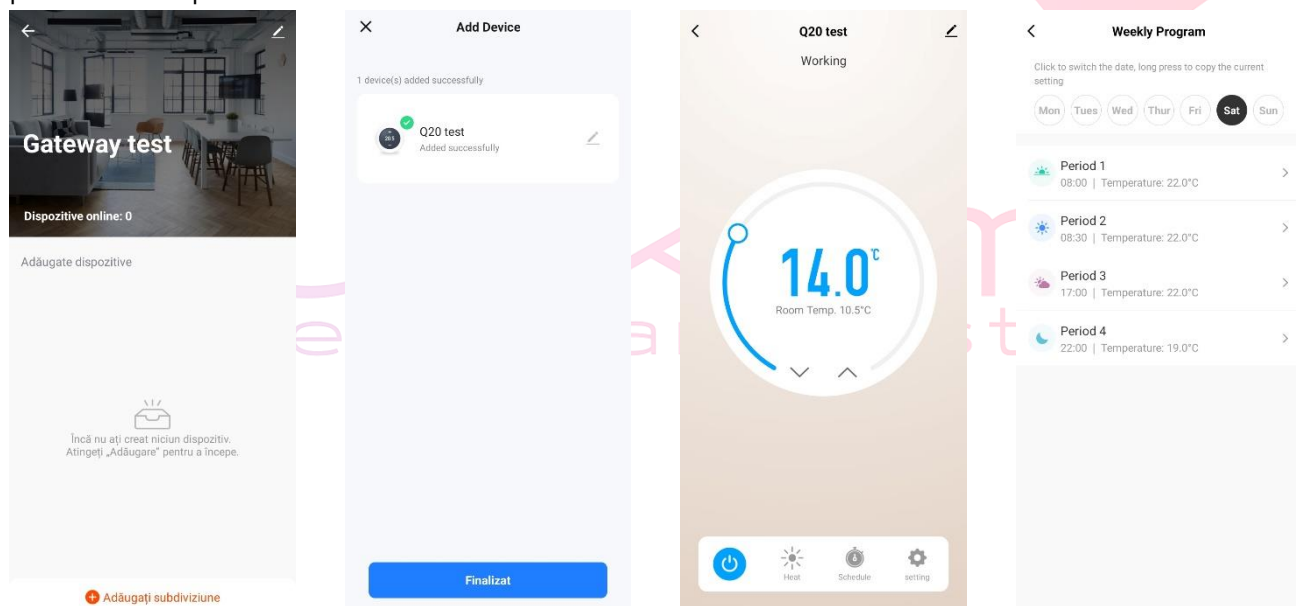 Gateway test
Dispozitive online: 0
Adăugate dispozitive
Încă nu ați creat niciun dispozitiv.
Atingeți „Adăugare" pentru a începe.
Adăugați subdiviziune
Add Device
1 device(s) added successfully
Q20 test
Added successfully
Finalizat
Q20 test
Working
14.0°C
Room Temp. 10.5°C
Heat
Schedule
setting
Weekly Program
Click to switch the date, long press to copy the current
setting
Mon Tues Wed Thur Fri Sat Sun
Period 1
08:00 | Temperature: 22.0°C
Period 2
08:30 | Temperature: 22.0°C
Period 3
17:00 | Temperature: 22.0°C
Period 4
22:00 | Temperature: 19.0°C